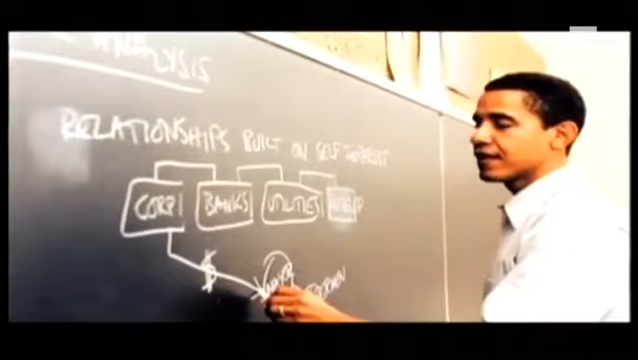 ANALYSIS
RELATIONSHIPS BUILT ON SELF INTEREST
CORP BANKS UTILITIES
$